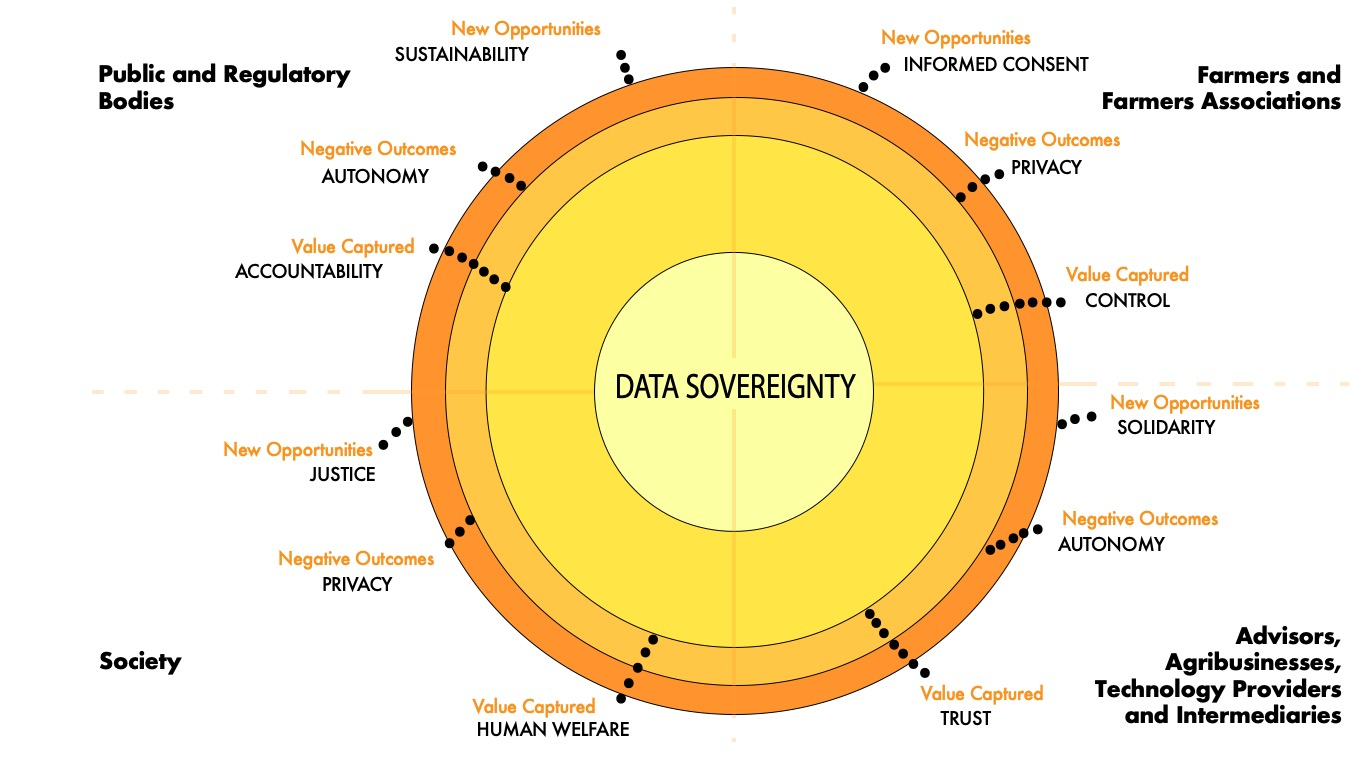 New Opportunities
SUSTAINABILITY
New Opportunities
INFORMED CONSENT
Public and Regulatory
Bodies
Farmers and
Farmers Associations
Negative Outcomes
AUTONOMY
Negative Outcomes
PRIVACY
Value Captured
ACCOUNTABILITY
Value Captured
CONTROL
DATA SOVEREIGNTY
New Opportunities
SOLIDARITY
New Opportunities
JUSTICE
Negative Outcomes
AUTONOMY
Negative Outcomes
PRIVACY
Society
Advisors,
Agribusinesses,
Technology Providers
and Intermediaries
Value Captured
HUMAN WELFARE
Value Captured
TRUST